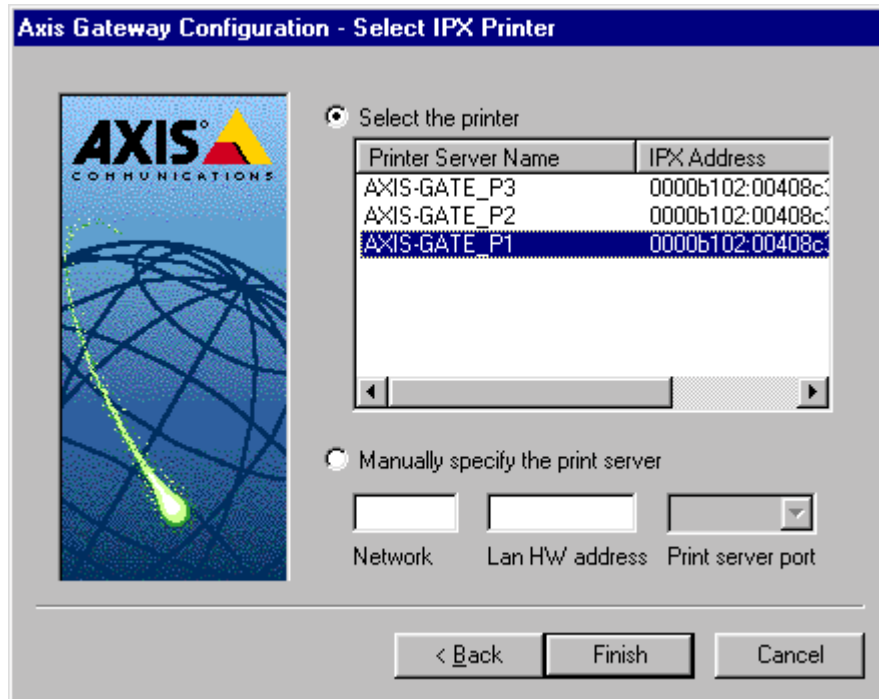 Axis Gateway Configuration - Select IPX Printer
AXIS
COMMUNICATIONS
Select the printer
Printer Server Name IPX Address
AXIS-GATE_P3 0000b102:00408c3
AXIS-GATE_P2 0000b102:00408c
AXIS-GATE_P1 0000b102:00408c3
Manually specify the print server
Network Lan HW address Print server port
< Back Finish Cancel